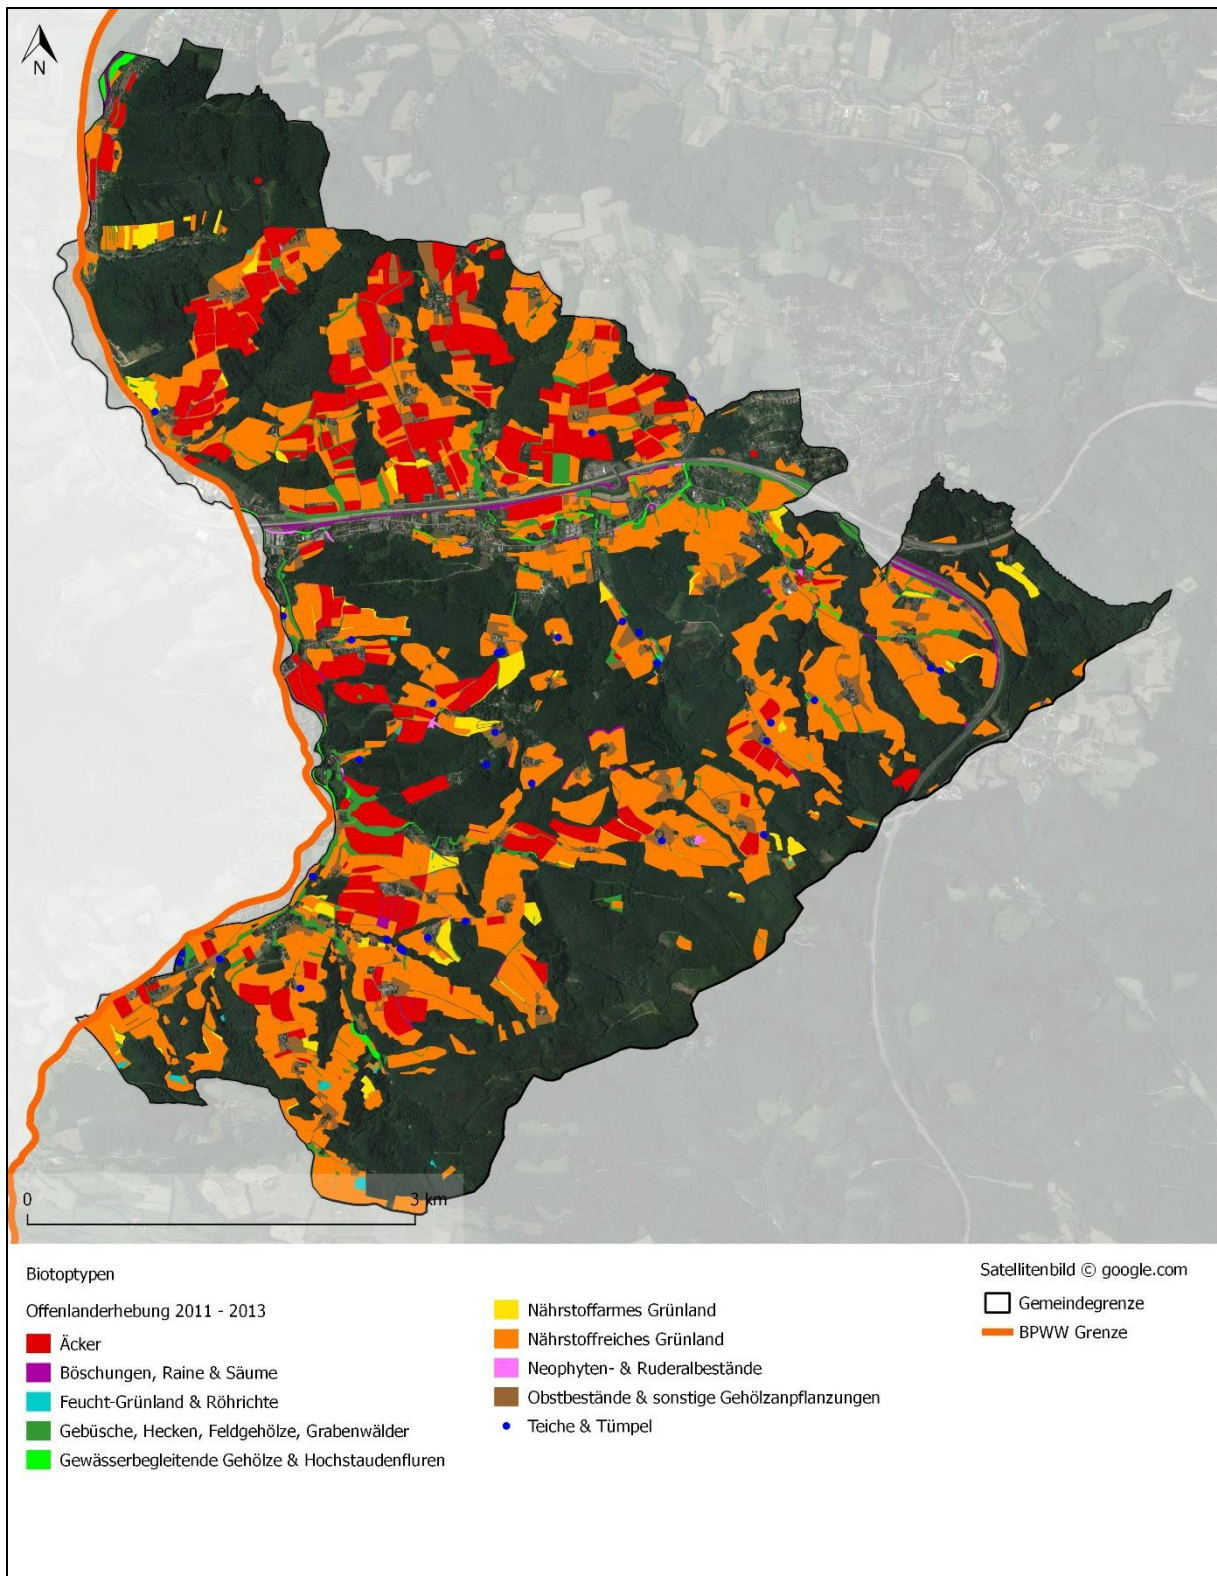 N
0
3 km
Biotoptypen
Offenlanderhebung 2011 - 2013
Äcker
Böschungen, Raine & Säume
Feucht-Grünland & Röhrichte
Gebüsche, Hecken, Feldgehölze, Grabenwälder
Gewässerbegleitende Gehölze & Hochstaudenfluren
Nährstoffarmes Grünland
Nährstoffreiches Grünland
Neophyten- & Ruderalbestände
Obstbestände & sonstige Gehölzanpflanzungen
Teiche & Tümpel
Satellitenbild © google.com
Gemeindegrenze
BPWW Grenze